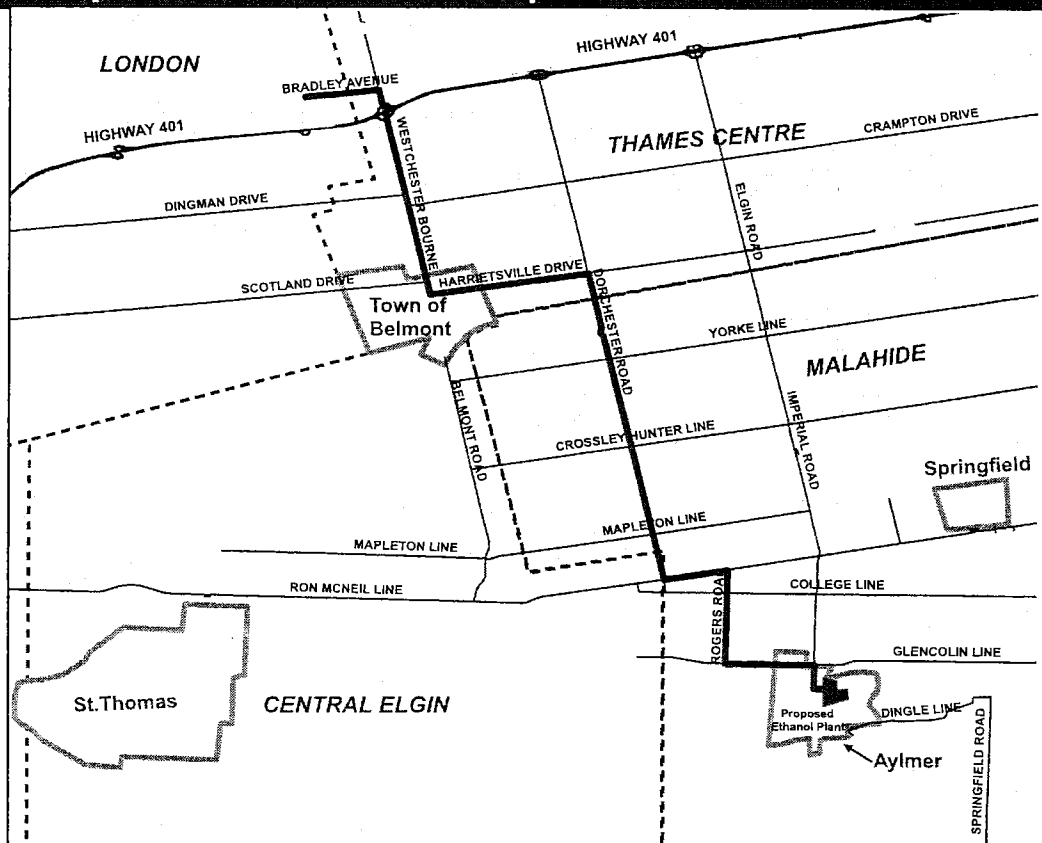 LONDON
BRADLEY AVENUE
HIGHWAY 401
HIGHWAY 401
THAMES CENTRE
CRAMPTON DRIVE
WESTCHESTER BOURNE
DINGMAN DRIVE
ELGIN ROAD
SCOTLAND DRIVE
HARRIETSVILLE DRIVE
Town of
Belmont
DORCHESTER ROAD
YORKE LINE
MALAHIDE
BELMONT ROAD
IMPERIAL ROAD
CROSSLEY HUNTER LINE
Springfield
MAPLETON LINE
MAPLETON LINE
RON MCNEIL LINE
COLLEGE LINE
ROGERS ROAD
GLENCOLIN LINE
St.Thomas
CENTRAL ELGIN
Proposed
Ethanol Plant
DINGLE LINE
Aylmer
SPRINGFIELD ROAD